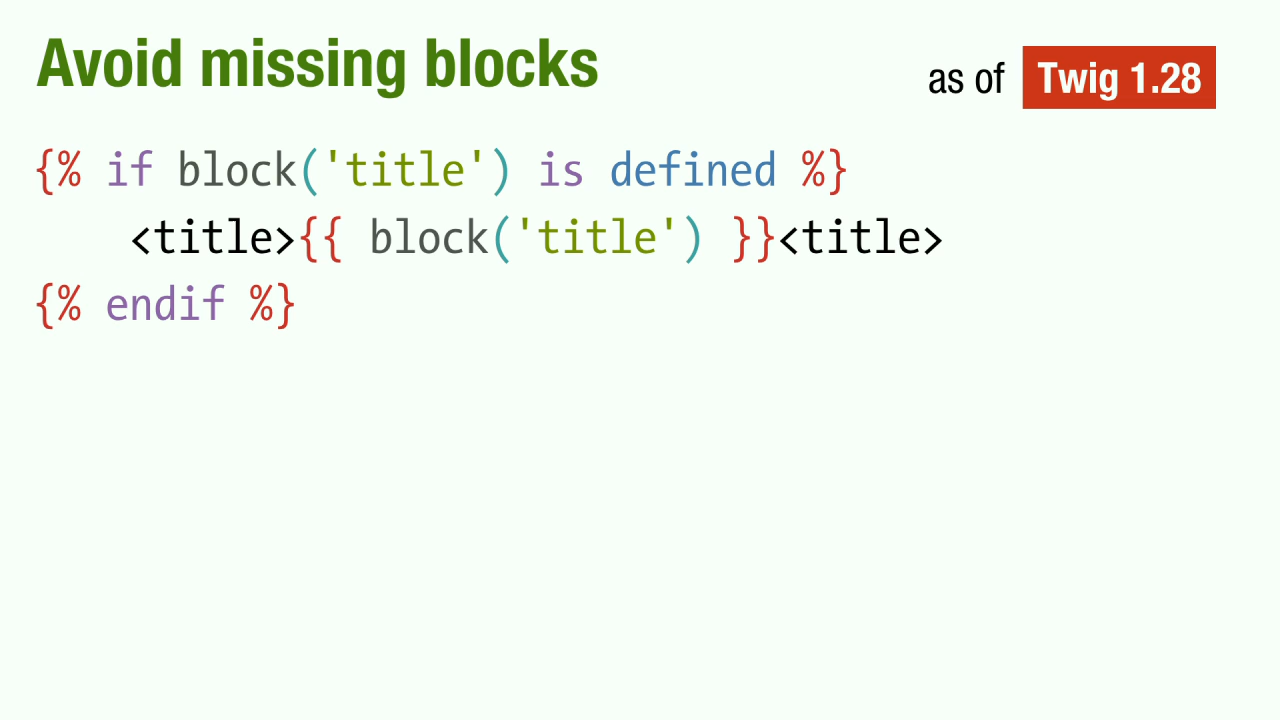 Avoid missing blocks
as of Twig 1.28
{% if block('title') is defined %}
    <title>{{ block('title') }}<title>
{% endif %}